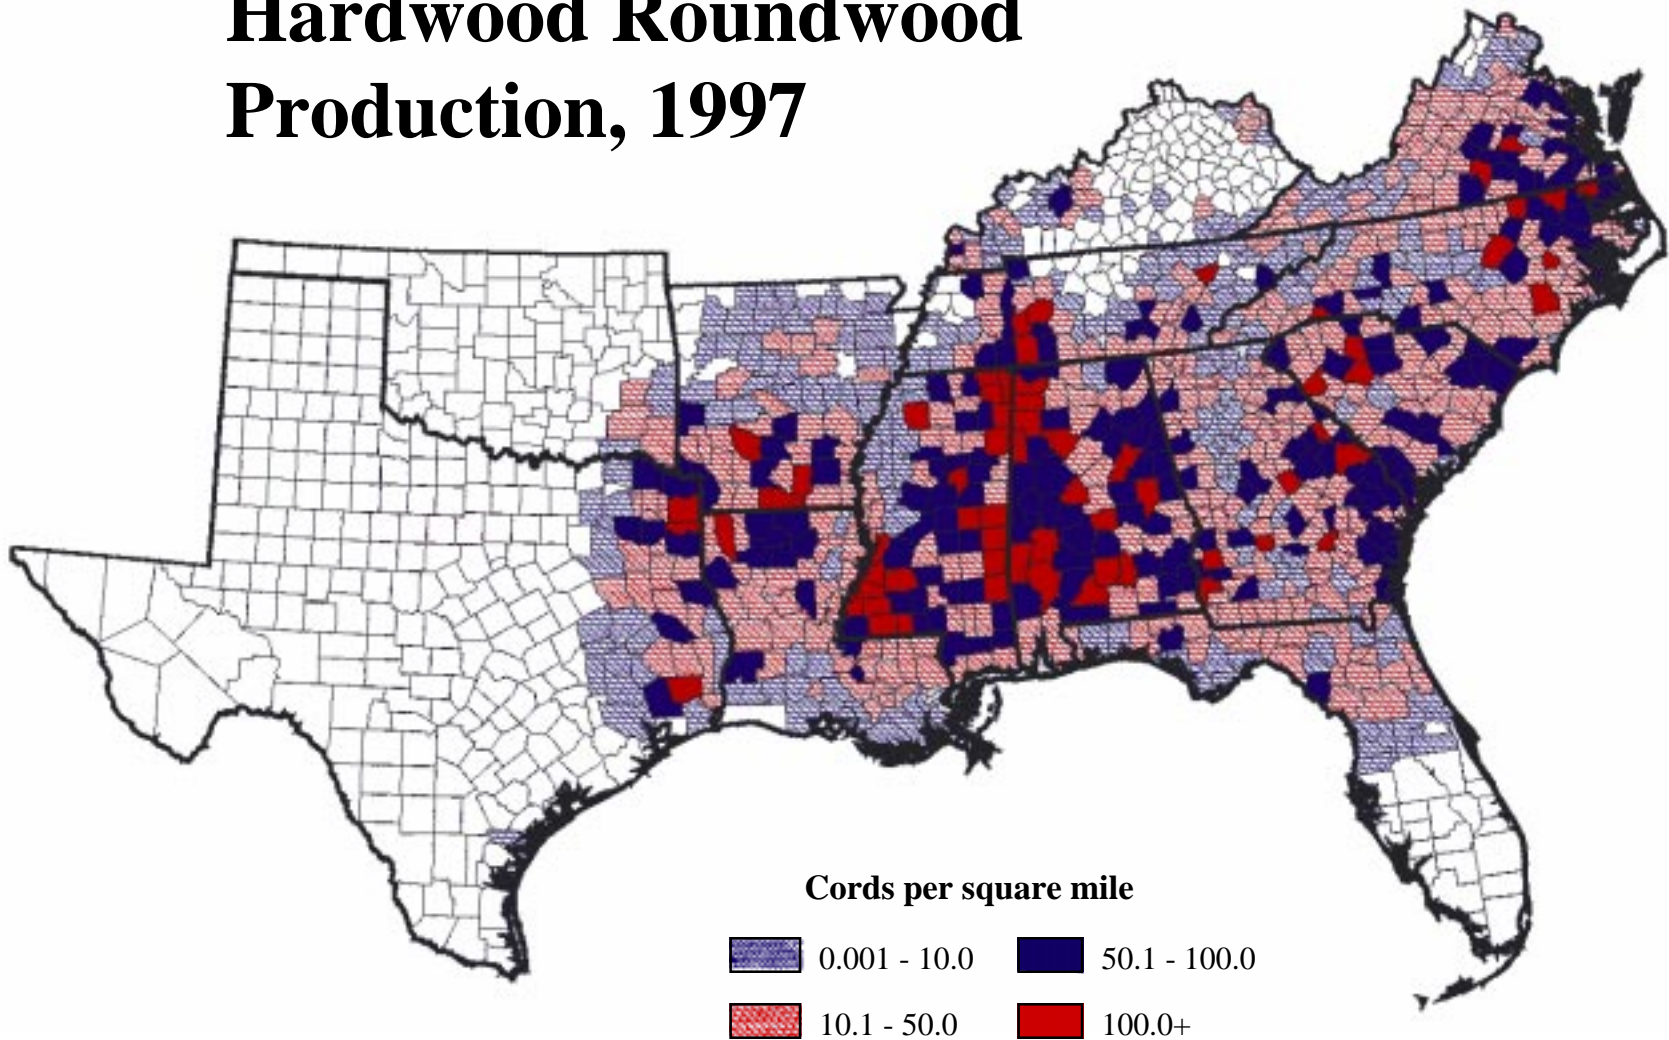 Hardwood Roundwood
Production, 1997
Cords per square mile
0.001 - 10.0
50.1 - 100.0
10.1 - 50.0
100.0+